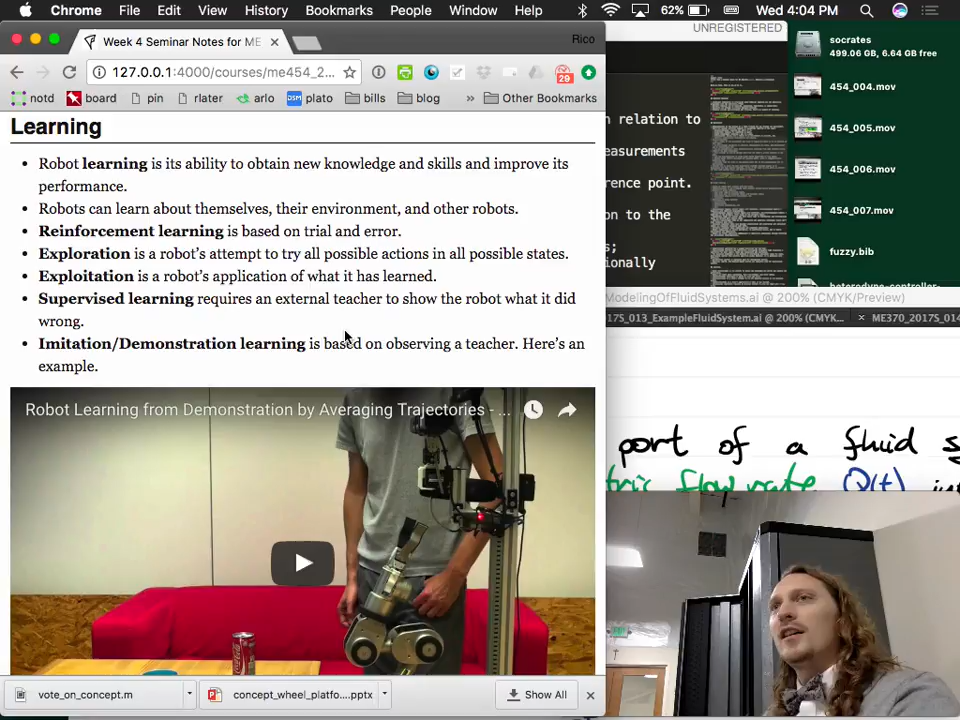 Chrome File Edit View History Bookmarks People Window Help 62% Wed 4:04 PM
Week 4 Seminar Notes for ME
Rico
127.0.0.1:4000/courses/me454_2...
29
notd board pin rlater arlo DSM plato bills blog » Other Bookmarks
Learning
• Robot learning is its ability to obtain new knowledge and skills and improve its
performance.
• Robots can learn about themselves, their environment, and other robots.
• Reinforcement learning is based on trial and error.
• Exploration is a robot's attempt to try all possible actions in all possible states.
• Exploitation is a robot's application of what it has learned.
• Supervised learning requires an external teacher to show the robot what it did
wrong.
• Imitation/Demonstration learning is based on observing a teacher. Here's an
example.
Robot Learning from Demonstration by Averaging Trajectories - ...
vote_on_concept.m
concept_wheel_platfo....pptx
Show All
UNREGISTERED
n relation to
easurements
rence point.
on to the
s;
ionally
socrates
499.06 GB, 6.64 GB free
454_004.mov
454_005.mov
454_006.mov
454_007.mov
fuzzy.bib
heterodyne-controller-
ModelingOfFluidSystems.ai @ 200% (CMYK/Preview)
17S_013_ExampleFluidSystem.ai @ 200% (CMYK...
ME370_2017S_014
port of a fluid sy
tric flow rate Q(t)